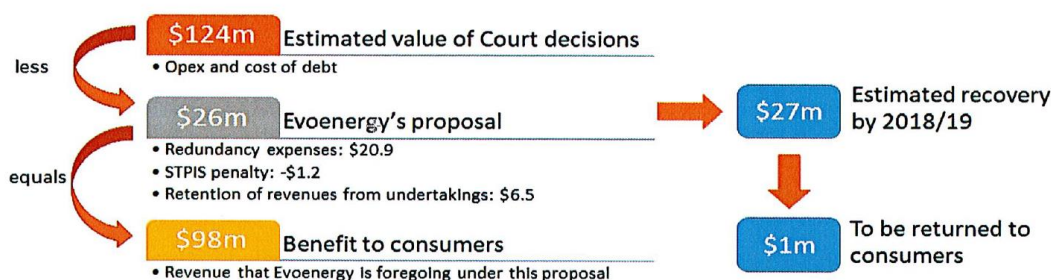 $124m Estimated value of Court decisions
less
• Opex and cost of debt
$26m Evoenergy's proposal
• Redundancy expenses: $20.9
equals
• STPIS penalty: -$1.2
• Retention of revenues from undertakings: $6.5
$98m Benefit to consumers
• Revenue that Evoenergy is foregoing under this proposal
$27m
Estimated recovery
by 2018/19
$1m
To be returned to
consumers